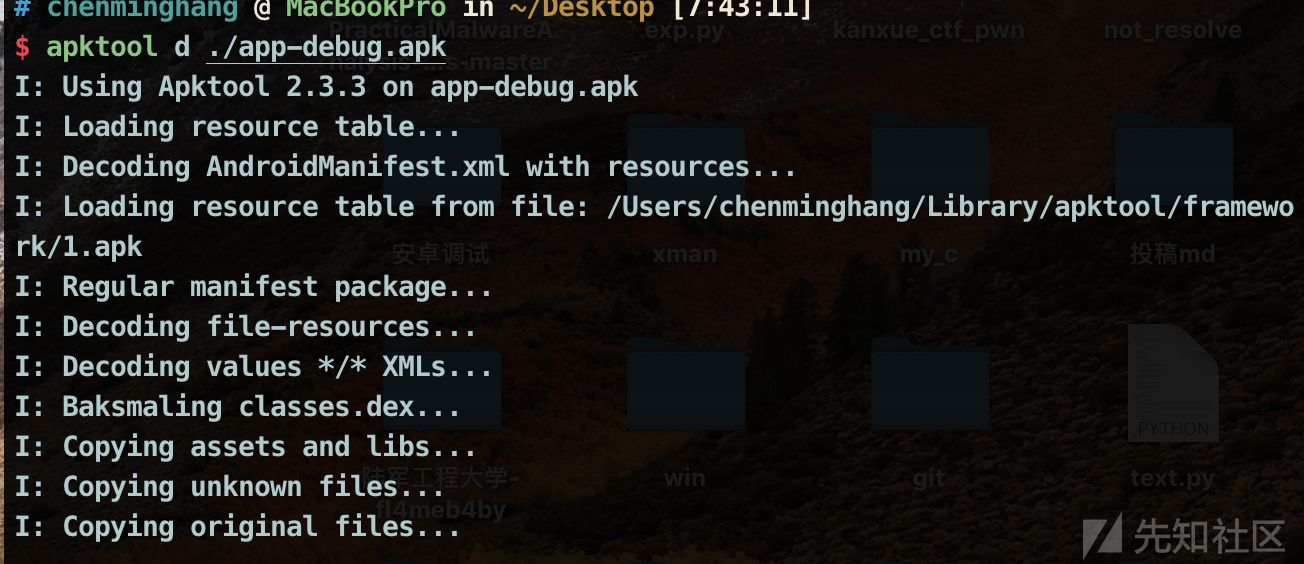 # chenminghang @ MacBookPro in ~/Desktop [7:43:11]
$ apktool d ./app-debug.apk
I: Using Apktool 2.3.3 on app-debug.apk
I: Loading resource table...
I: Decoding AndroidManifest.xml with resources...
I: Loading resource table from file: /Users/chenminghang/Library/apktool/framewo
rk/1.apk
I: Regular manifest package...
I: Decoding file-resources...
I: Decoding values */* XMLs...
I: Baksmaling classes.dex...
I: Copying assets and libs...
I: Copying unknown files...
I: Copying original files...
PracticalMalwareA
exp.py
kanxue_ctf_pwn
not_resolve
s-master
安卓调试
xman
my_c
投稿md
PYTHON
陆军工程大学-
fl4meb4by
win
git
text.py
先知社区